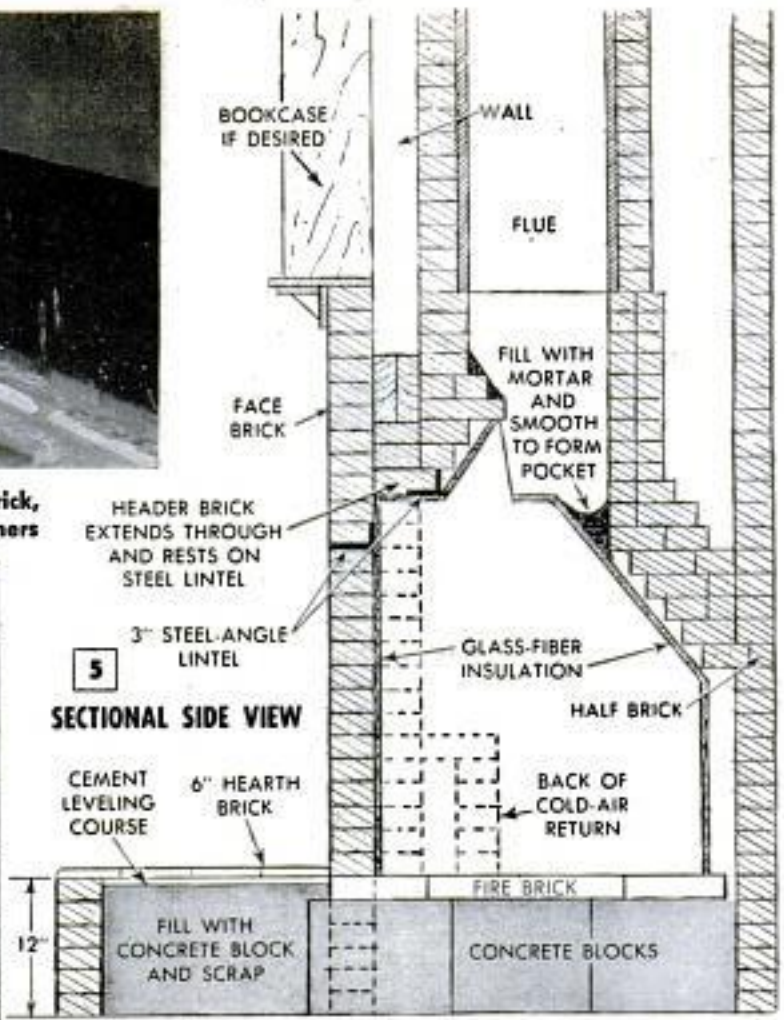 BOOKCASE
IF DESIRED
WALL
FLUE
FILL WITH
MORTAR
AND
SMOOTH
TO FORM
POCKET
FACE
BRICK
HEADER BRICK
EXTENDS THROUGH
AND RESTS ON
STEEL LINTEL
3" STEEL-ANGLE
LINTEL
5
SECTIONAL SIDE VIEW
GLASS-FIBER
INSULATION
HALF BRICK
CEMENT
LEVELING
COURSE
6" HEARTH
BRICK
BACK OF
COLD-AIR
RETURN
FIRE BRICK
12"
FILL WITH
CONCRETE BLOCK
AND SCRAP
CONCRETE BLOCKS